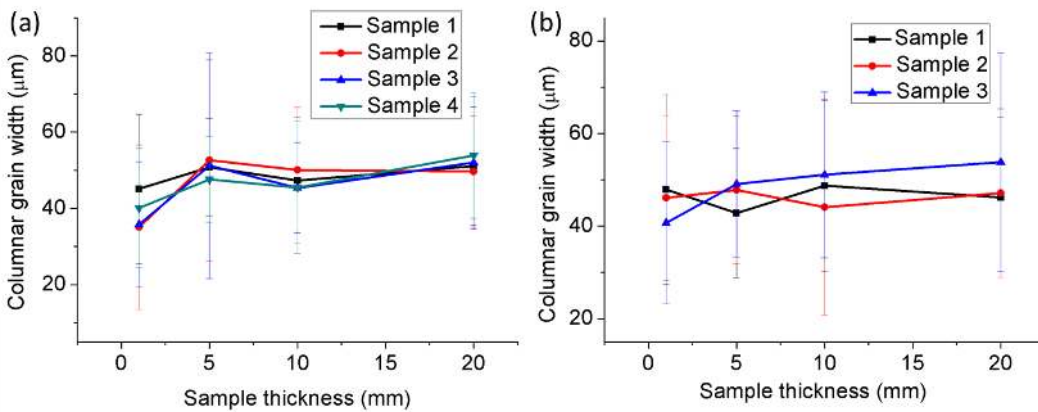 (a)
Sample 1
Sample 2
Sample 3
Sample 4
Columnar grain width (μm)
80
60
40
20
0
5
10
15
20
Sample thickness (mm)
(b)
Sample 1
Sample 2
Sample 3
Columnar grain width (μm)
80
60
40
20
0
5
10
15
20
Sample thickness (mm)